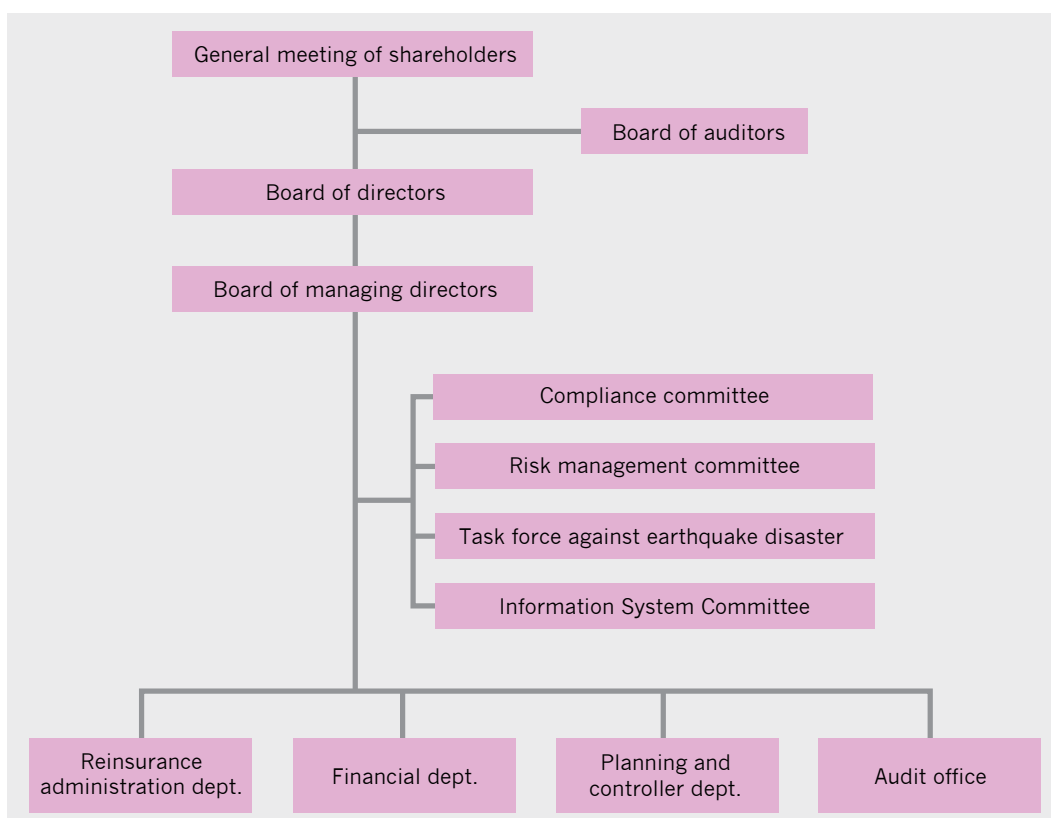 General meeting of shareholders
Board of auditors
Board of directors
Board of managing directors
Compliance committee
Risk management committee
Task force against earthquake disaster
Information System Committee
Reinsurance
administration dept.
Financial dept.
Planning and
controller dept.
Audit office